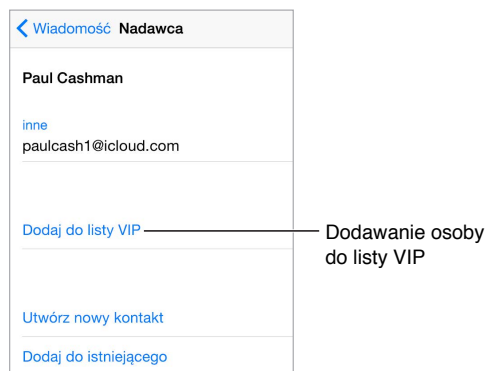 Wiadomość Nadawca
Paul Cashman
inne
paulcash1@icloud.com
Dodaj do listy VIP
Dodawanie osoby
do listy VIP
Utwórz nowy kontakt
Dodaj do istniejącego